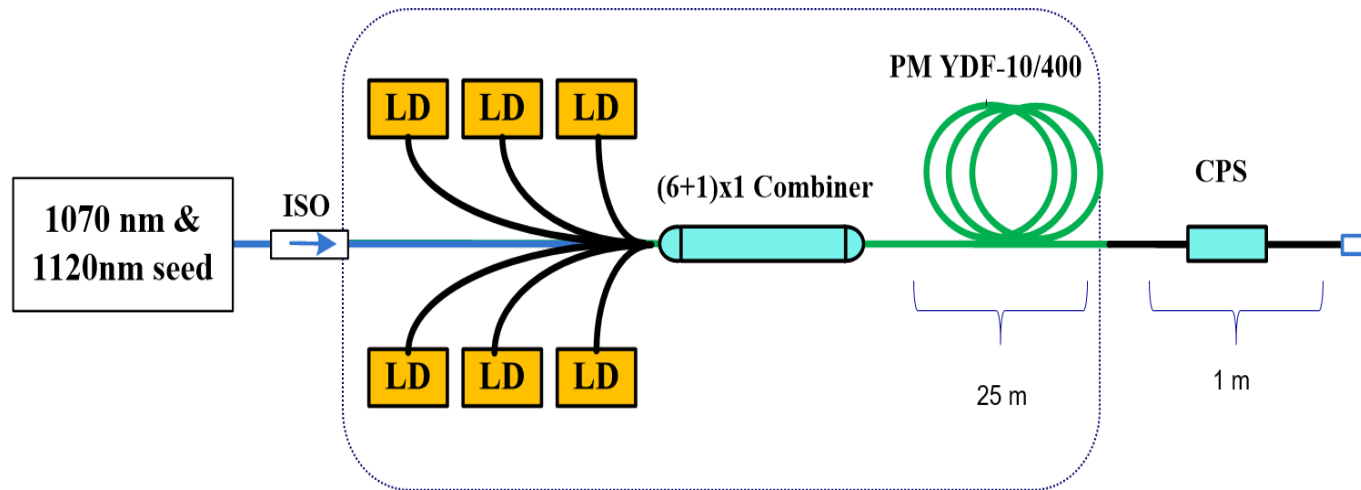 LD LD LD
PM YDF-10/400
1070 nm &
1120nm seed
ISO
(6+1)x1 Combiner
CPS
LD LD LD
25 m
1 m